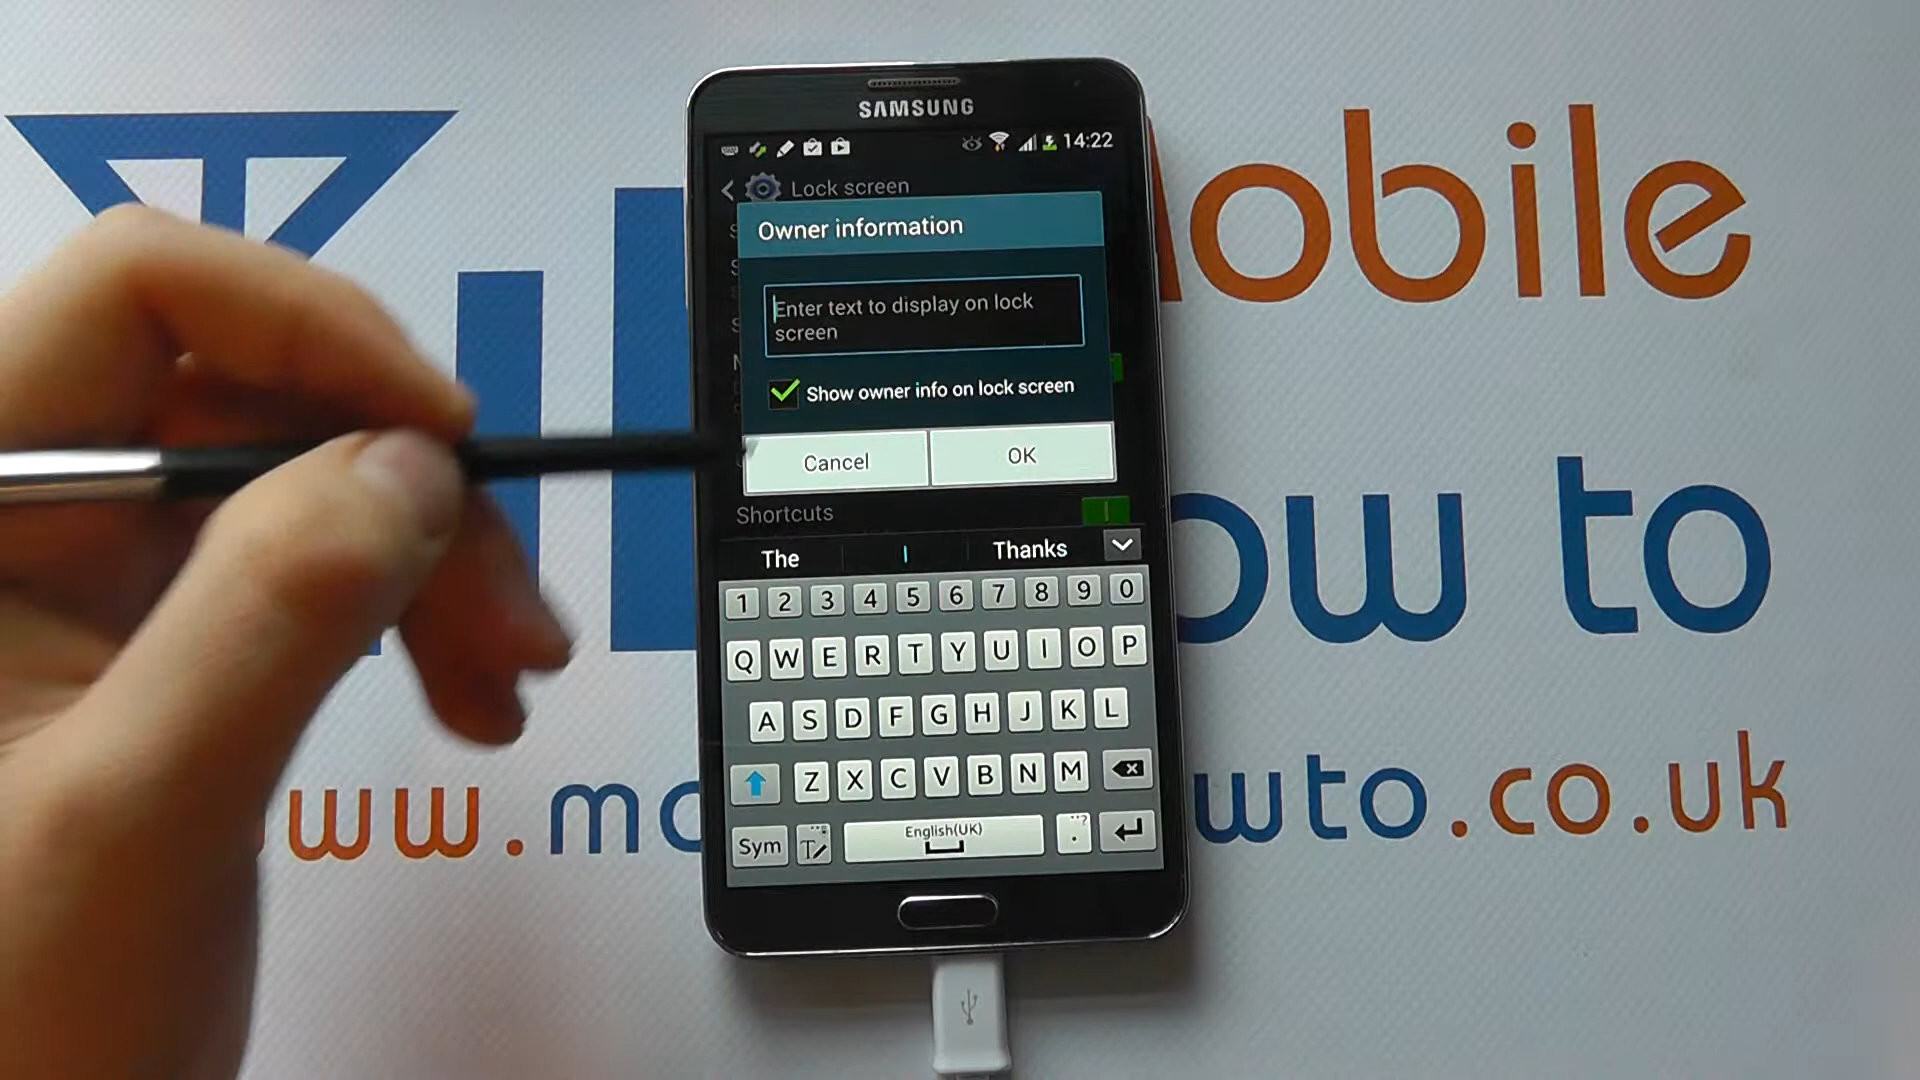 SAMSUNG
14:22
Lock screen
Owner information
Enter text to display on lock
screen
Show owner info on lock screen
Cancel
OK
Shortcuts
The
I
Thanks
1 2 3 4 5 6 7 8 9 0
Q W E R T Y U I O P
A S D F G H J K L
Z X C V B N M
Sym
English(UK)
.
mobile
ow to
ww.mo
wto.co.uk